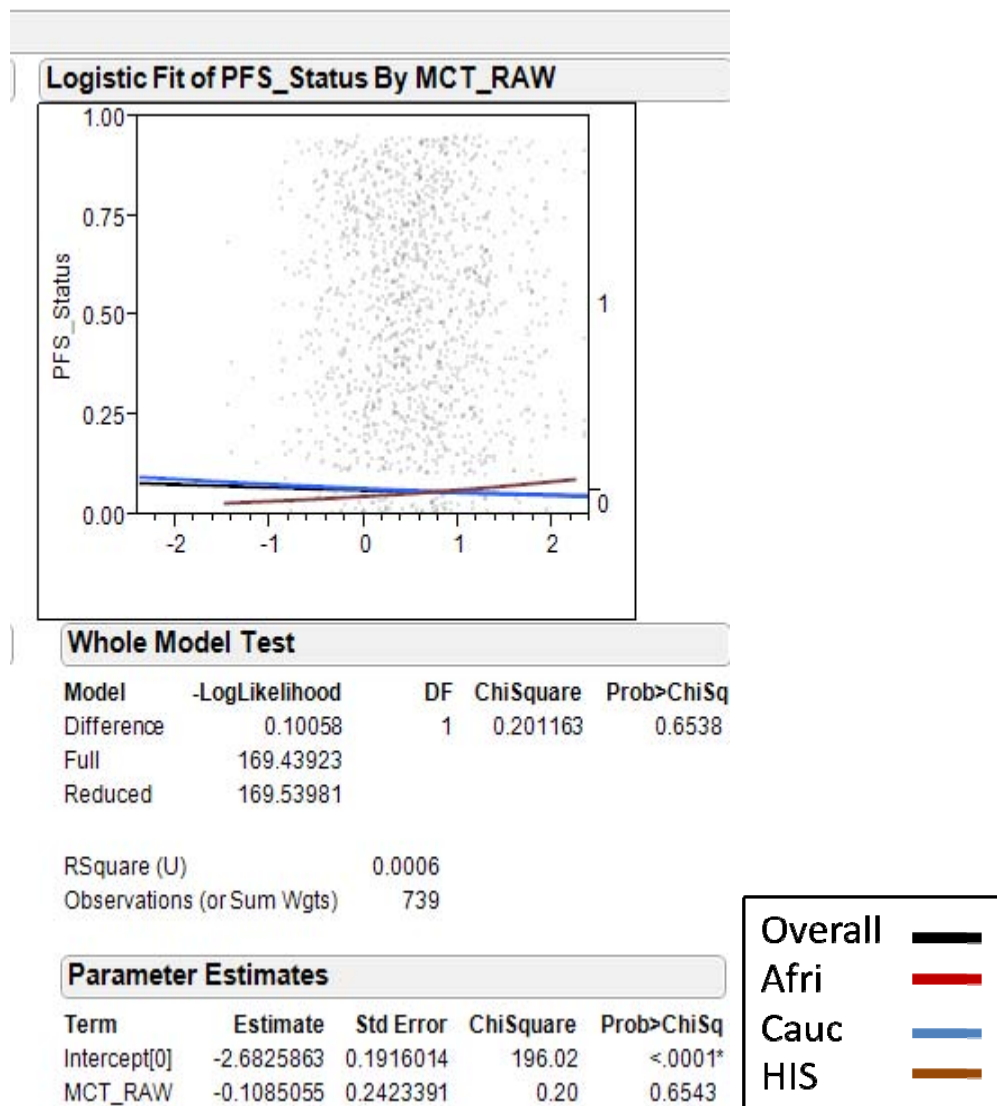 Logistic Fit of PFS_Status By MCT_RAW
1.00
0.75
0.50
0.25
0.00
PFS_Status
1
0
-2 -1 0 1 2
Whole Model Test
Model -LogLikelihood DF ChiSquare Prob>ChiSq
Difference 0.10058 1 0.201163 0.6538
Full 169.43923
Reduced 169.53981
RSquare (U) 0.0006
Observations (or Sum Wgts) 739
Parameter Estimates
Term Estimate Std Error ChiSquare Prob>ChiSq
Intercept[0] -2.6825863 0.1916014 196.02 <.0001*
MCT_RAW -0.1085055 0.2423391 0.20 0.6543
Overall
Afri
Cauc
HIS